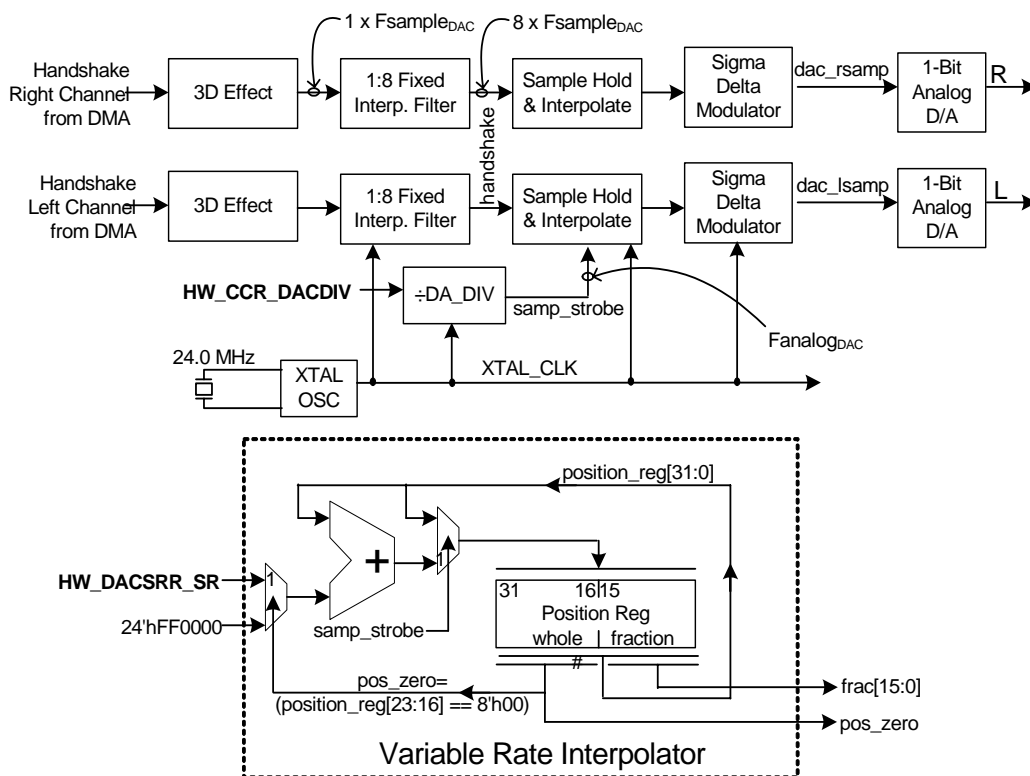 1 x FsampleDAC
8 x FsampleDAC
Handshake
Right Channel
from DMA
3D Effect
1:8 Fixed
Interp. Filter
Sample Hold
& Interpolate
Sigma
Delta
Modulator
dac_rsamp
1-Bit
Analog
D/A
R
handshake
Handshake
Left Channel
from DMA
3D Effect
1:8 Fixed
Interp. Filter
Sample Hold
& Interpolate
Sigma
Delta
Modulator
dac_lsamp
1-Bit
Analog
D/A
L
HW_CCR_DACDIV
÷DA_DIV
samp_strobe
FanalogDAC
24.0 MHz
XTAL
OSC
XTAL_CLK
position_reg[31:0]
+
1
1
HW_DACSRR_SR
24'hFF0000
samp_strobe
31 16|15
Position Reg
whole | fraction
#
pos_zero=
(position_reg[23:16] == 8'h00)
frac[15:0]
pos_zero
Variable Rate Interpolator